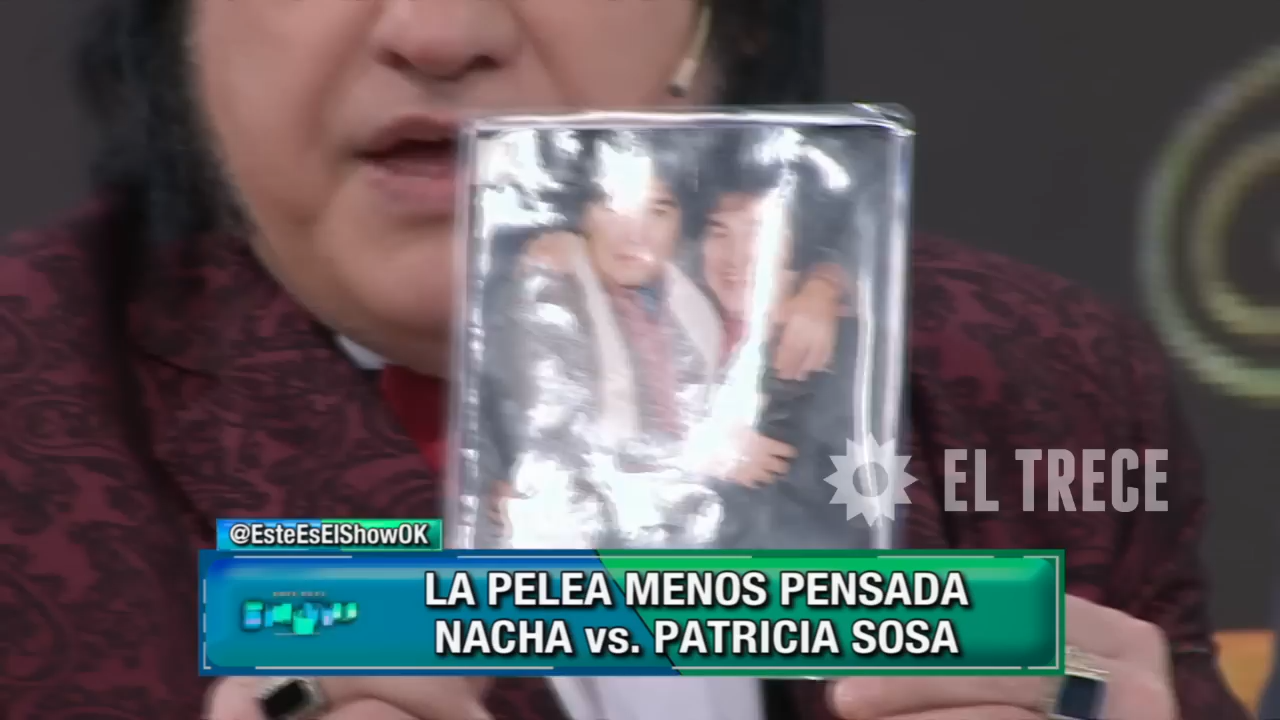 EL TRECE
@EsteEsElShowOK
LA PELEA MENOS PENSADA
NACHA vs. PATRICIA SOSA